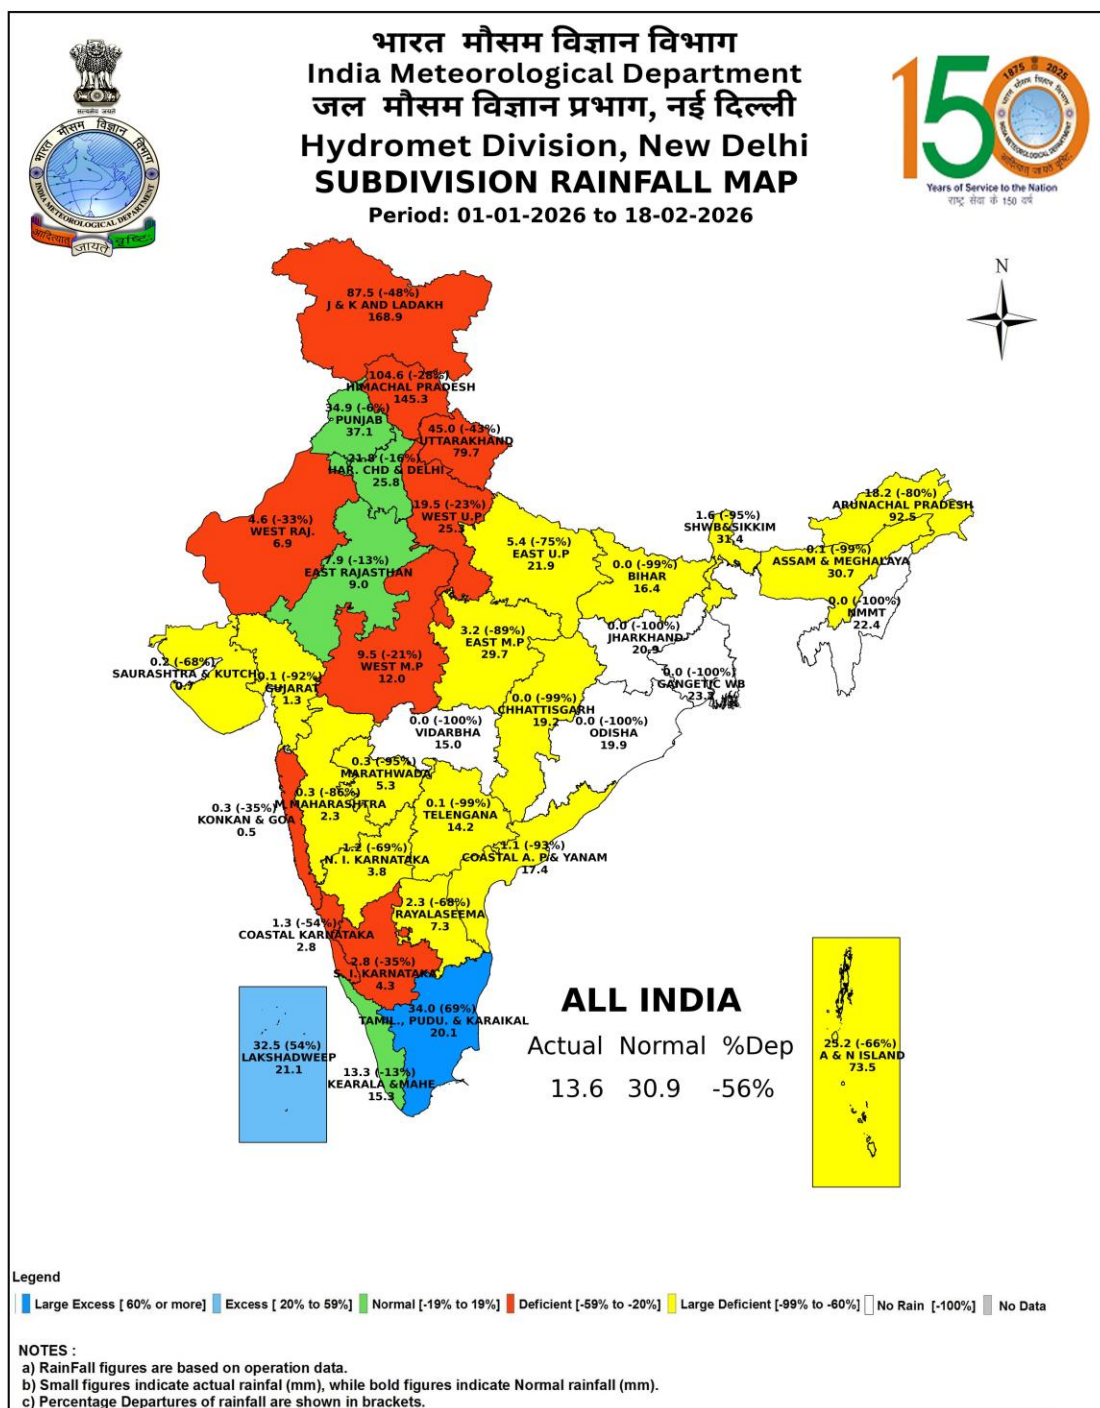 भारत मौसम विज्ञान विभाग
India Meteorological Department
जल मौसम विज्ञान प्रभाग, नई दिल्ली
Hydromet Division, New Delhi
SUBDIVISION RAINFALL MAP
Period: 01-01-2026 to 18-02-2026
सत्यमेव जयते
भारत मौसम विज्ञान विभाग
INDIA METEOROLOGICAL DEPARTMENT
आदित्यात् जायते वृष्टि:
150
1875 2025
Years of Service to the Nation
राष्ट्र सेवा के 150 वर्ष
N
87.5 (-48%)
J & K AND LADAKH
168.9
104.6 (-28%)
HIMACHAL PRADESH
145.3
34.9 (-6%)
PUNJAB
37.1
45.0 (-43%)
UTTARAKHAND
79.7
21.8 (-16%)
HAR. CHD & DELHI
25.8
19.5 (-23%)
WEST U.P
25.3
4.6 (-33%)
WEST RAJ.
6.9
7.9 (-13%)
EAST RAJASTHAN
9.0
5.4 (-75%)
EAST U.P
21.9
0.0 (-99%)
BIHAR
16.4
1.6 (-95%)
SHWB&SIKKIM
31.4
18.2 (-80%)
ARUNACHAL PRADESH
92.5
0.1 (-99%)
ASSAM & MEGHALAYA
30.7
0.0 (-100%)
NMMT
22.4
0.0 (-100%)
JHARKHAND
20.9
0.0 (-100%)
GANGETIC WB
3.2 (-89%)
EAST M.P
29.7
9.5 (-21%)
WEST M.P
12.0
0.2 (-68%)
SAURASHTRA & KUTCH
0.7
0.1 (-92%)
GUJARAT
1.3
0.0 (-100%)
VIDARBHA
15.0
0.0 (-99%)
CHHATTISGARH
19.2
0.0 (-100%)
ODISHA
19.9
0.3 (-95%)
MARATHWADA
5.3
0.3 (-86%)
M MAHARASHTRA
2.3
0.3 (-35%)
KONKAN & GOA
0.5
0.1 (-99%)
TELENGANA
14.2
1.2 (-69%)
N. I. KARNATAKA
3.8
1.1 (-93%)
COASTAL A. P & YANAM
17.4
2.3 (-68%)
RAYALASEEMA
7.3
1.3 (-54%)
COASTAL KARNATAKA
2.8
2.8 (-35%)
S. I. KARNATAKA
4.3
34.0 (69%)
TAMIL., PUDU. & KARAIKAL
20.1
32.5 (54%)
LAKSHADWEEP
21.1
13.3 (-13%)
KEARALA &MAHE
15.3
25.2 (-66%)
A & N ISLAND
73.5
ALL INDIA
Actual Normal %Dep
13.6 30.9 -56%
Legend
Large Excess [ 60% or more] Excess [ 20% to 59%] Normal [-19% to 19%] Deficient [-59% to -20%] Large Deficient [-99% to -60%] No Rain [-100%] No Data
NOTES :
a) RainFall figures are based on operation data.
b) Small figures indicate actual rainfal (mm), while bold figures indicate Normal rainfall (mm).
c) Percentage Departures of rainfall are shown in brackets.